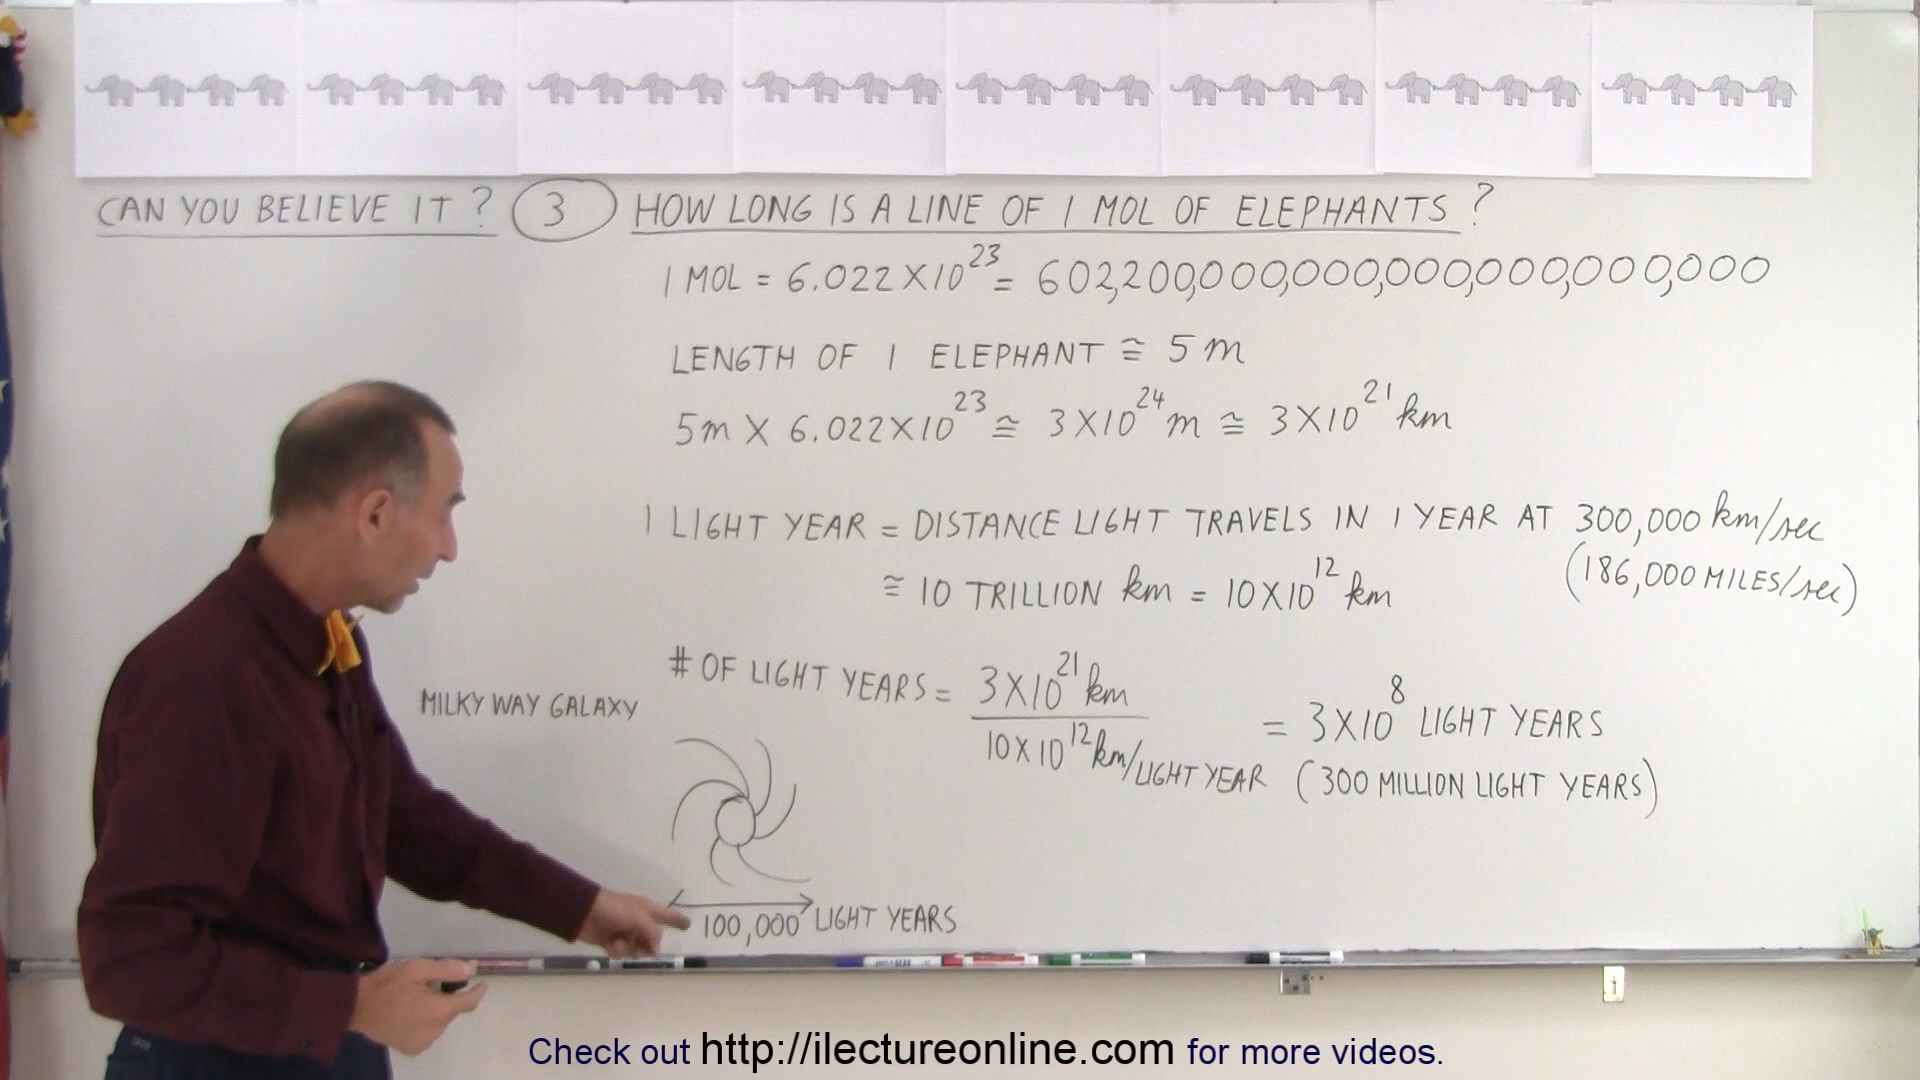 CAN YOU BELIEVE IT? 3 HOW LONG IS A LINE OF 1 MOL OF ELEPHANTS?
1 MOL = 6.022 X 10^23 = 602,200,000,000,000,000,000,000
LENGTH OF 1 ELEPHANT ≅ 5 m
5m X 6.022 X 10^23 ≅ 3 X 10^24 m ≅ 3 X 10^21 km
1 LIGHT YEAR = DISTANCE LIGHT TRAVELS IN 1 YEAR AT 300,000 km/sec
(186,000 MILES/sec)
≅ 10 TRILLION km = 10 X 10^12 km
# OF LIGHT YEARS = 3 X 10^21 km / 10 X 10^12 km/LIGHT YEAR = 3 X 10^8 LIGHT YEARS
(300 MILLION LIGHT YEARS)
MILKY WAY GALAXY
100,000 LIGHT YEARS
Check out http://ilectureonline.com for more videos.